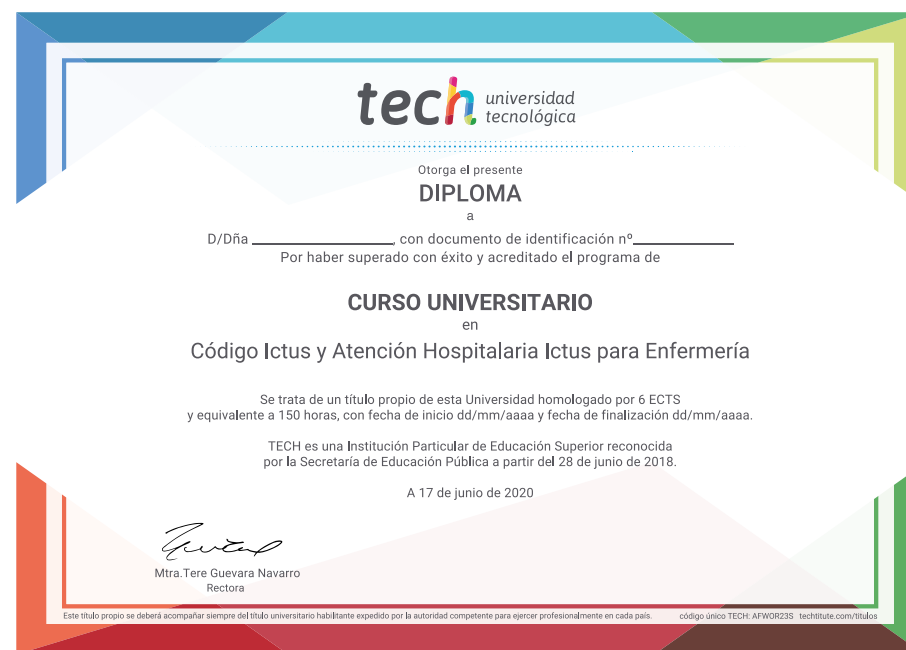 tech universidad
tecnológica
Otorga el presente
DIPLOMA
a
D/Dña ____________________, con documento de identificación nº______________
Por haber superado con éxito y acreditado el programa de
CURSO UNIVERSITARIO
en
Código Ictus y Atención Hospitalaria Ictus para Enfermería
Se trata de un título propio de esta Universidad homologado por 6 ECTS
y equivalente a 150 horas, con fecha de inicio dd/mm/aaaa y fecha de finalización dd/mm/aaaa.
TECH es una Institución Particular de Educación Superior reconocida
por la Secretaría de Educación Pública a partir del 28 de junio de 2018.
A 17 de junio de 2020
Mtra.Tere Guevara Navarro
Rectora
Este título propio se deberá acompañar siempre del título universitario habilitante expedido por la autoridad competente para ejercer profesionalmente en cada país. código único TECH: AFWOR23S techtitute.com/titulos